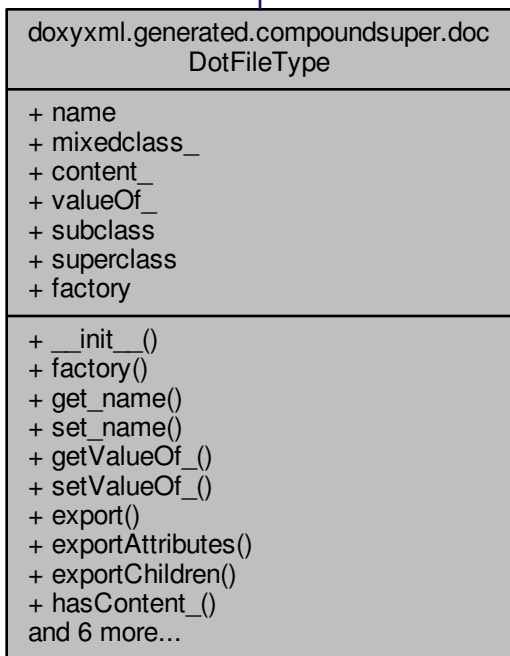 doxyxml.generated.compoundsuper.doc
DotFileType
+ name
+ mixedclass_
+ content_
+ valueOf_
+ subclass
+ superclass
+ factory
+ __init__()
+ factory()
+ get_name()
+ set_name()
+ getValueOf_()
+ setValueOf_()
+ export()
+ exportAttributes()
+ exportChildren()
+ hasContent_()
and 6 more...